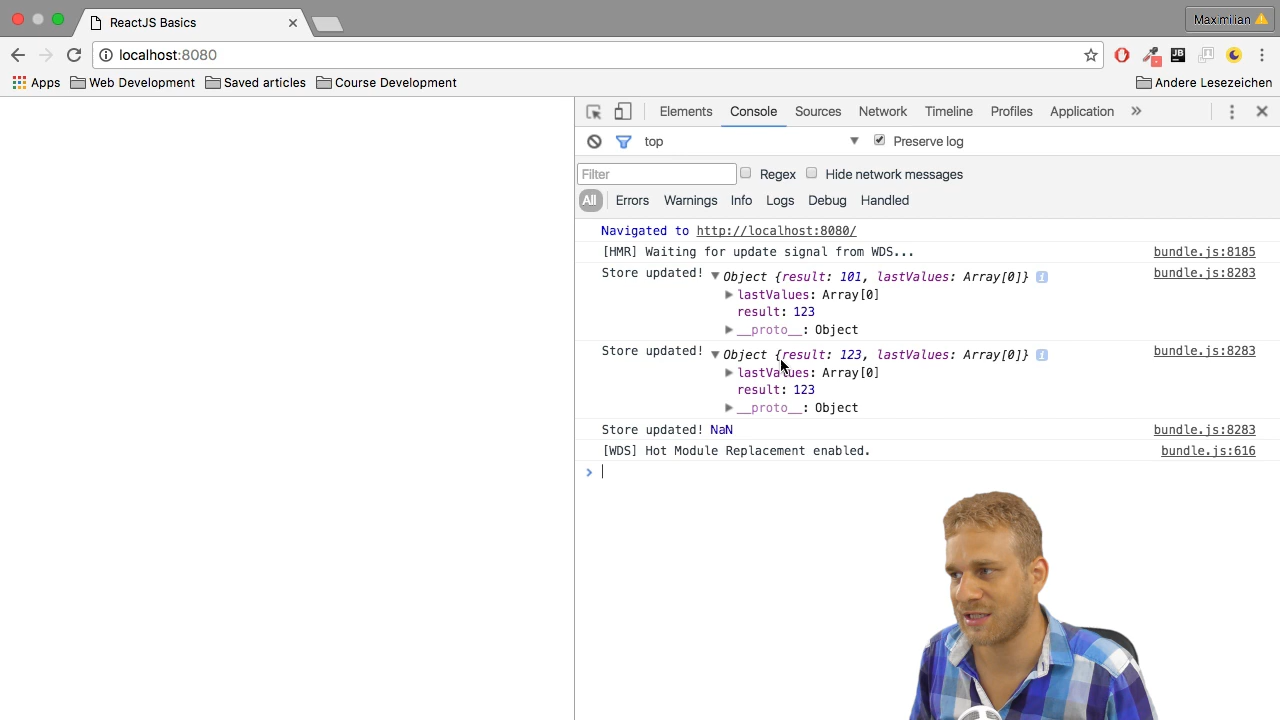 ReactJS Basics
Maximilian
localhost:8080
JB
Apps Web Development Saved articles Course Development Andere Lesezeichen
Elements Console Sources Network Timeline Profiles Application »
top Preserve log
Filter Regex Hide network messages
All Errors Warnings Info Logs Debug Handled
Navigated to http://localhost:8080/
[HMR] Waiting for update signal from WDS... bundle.js:8185
Store updated! Object {result: 101, lastValues: Array[0]} i bundle.js:8283
lastValues: Array[0]
result: 123
__proto__: Object
Store updated! Object {result: 123, lastValues: Array[0]} i bundle.js:8283
lastValues: Array[0]
result: 123
__proto__: Object
Store updated! NaN bundle.js:8283
[WDS] Hot Module Replacement enabled. bundle.js:616